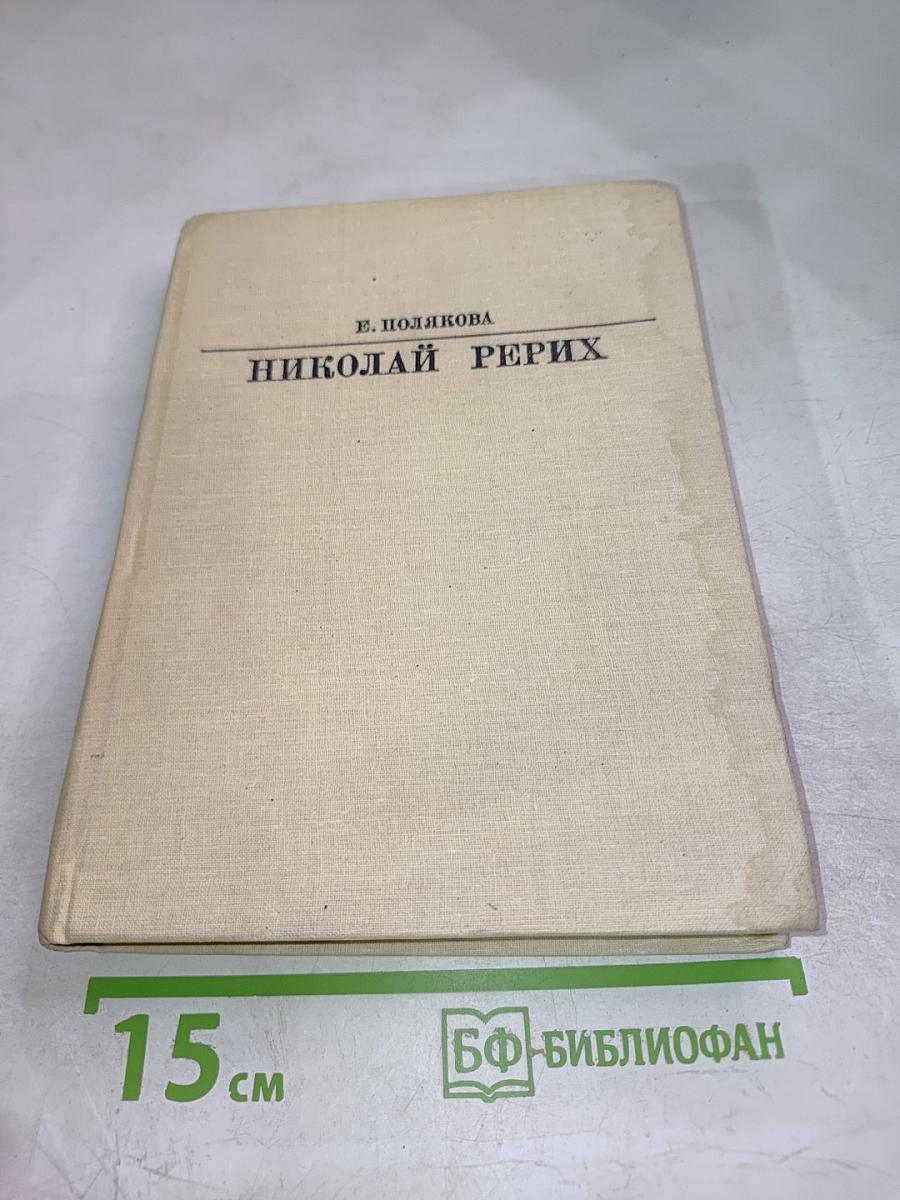 Е. ПОЛЯКОВА
НИКОЛАЙ РЕРИХ
15 см
БФ БИБЛИОФАН